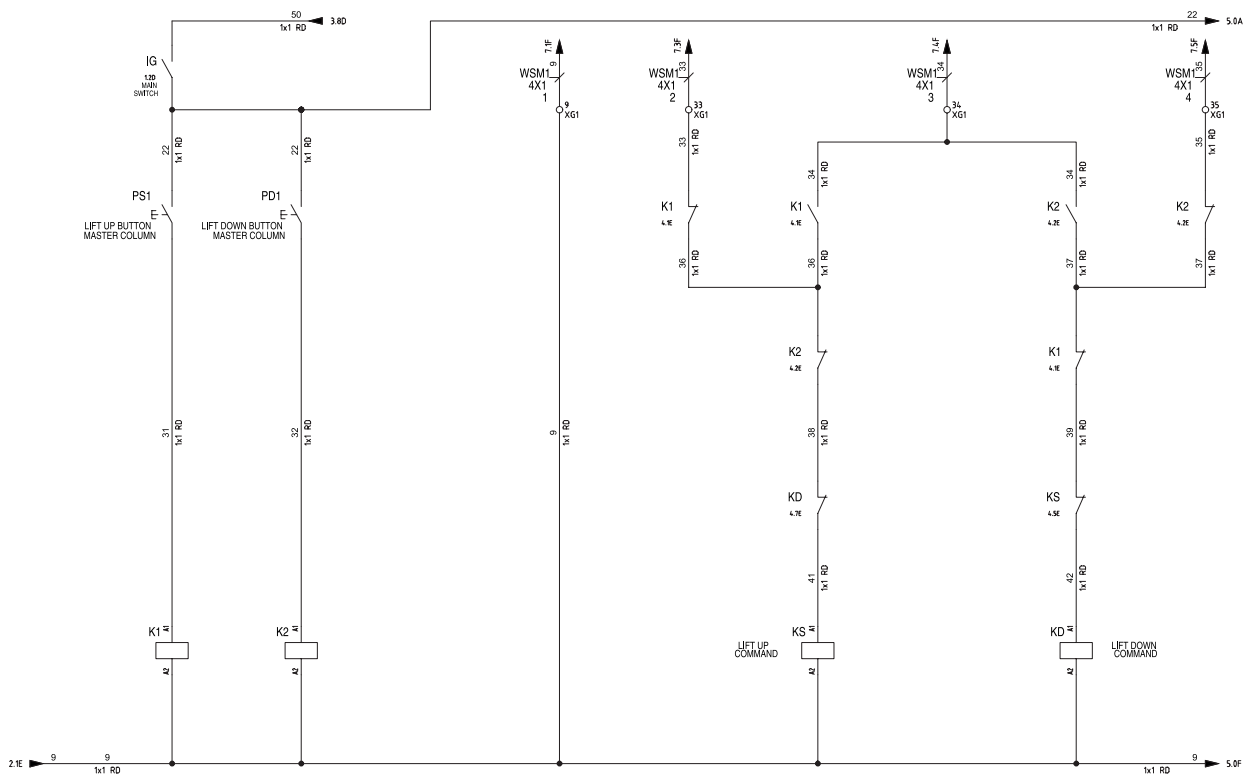 50
3.8D
1x1 RD
22
1x1 RD
5.0A
7.1F
9
WSM1
4X1
1
9
XG1
7.3F
33
WSM1
4X1
2
33
XG1
7.4F
34
WSM1
4X1
3
34
XG1
7.5F
35
WSM1
4X1
4
35
XG1
IG
1.2D
MAIN
SWITCH
22
1x1 RD
22
1x1 RD
33
1x1 RD
34
1x1 RD
34
1x1 RD
35
1x1 RD
PS1
LIFT UP BUTTON
MASTER COLUMN
PD1
LIFT DOWN BUTTON
MASTER COLUMN
K1
4.1E
K1
4.1E
K2
4.2E
K2
4.2E
36
1x1 RD
36
1x1 RD
37
1x1 RD
37
1x1 RD
K2
4.2E
K1
4.1E
31
1x1 RD
32
1x1 RD
9
1x1 RD
38
1x1 RD
39
1x1 RD
KD
4.7E
KS
4.5E
41
1x1 RD
42
1x1 RD
K1
A1
A2
K2
A1
A2
LIFT UP
COMMAND
KS
A1
A2
KD
A1
A2
LIFT DOWN
COMMAND
2.1E
9
9
1x1 RD
9
1x1 RD
5.0F